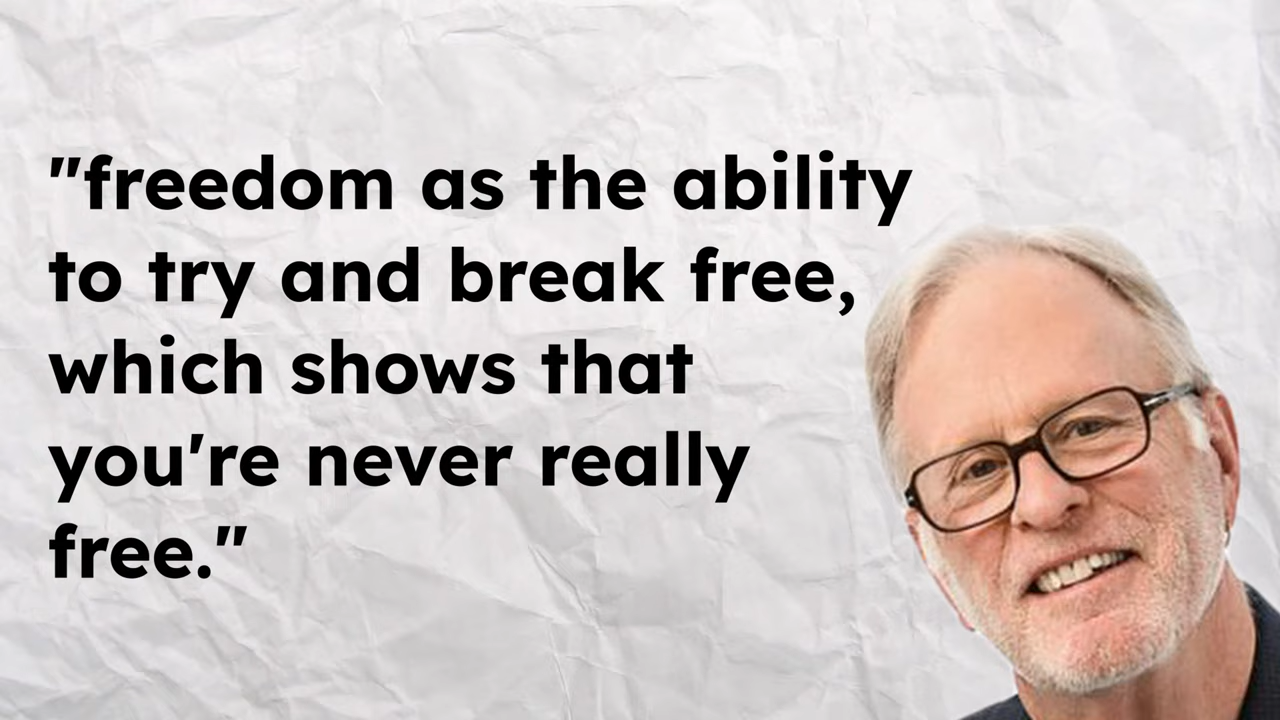 "freedom as the ability
to try and break free,
which shows that
you're never really
free."